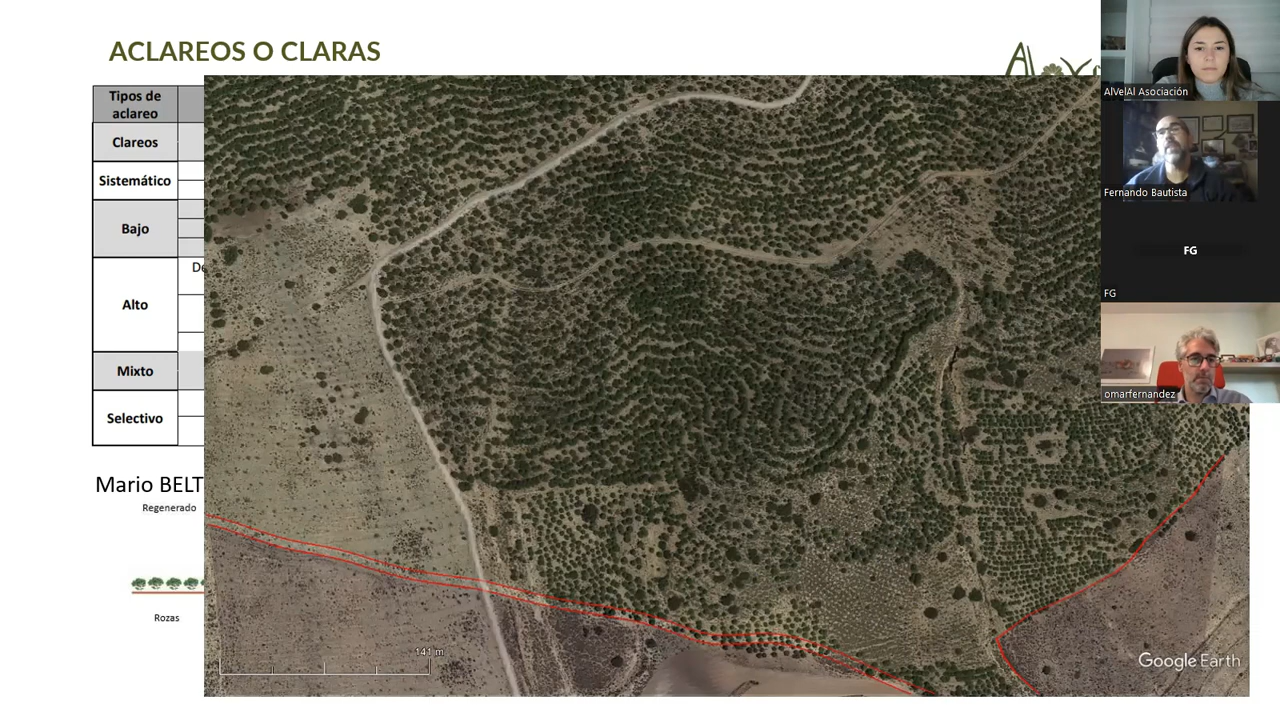 ACLAREOS O CLARAS
Tipos de
aclareo
Clareos
Sistemático
Bajo
Alto
Mixto
Selectivo
Mario BELT
Regenerado
Rozas
141 m
Google Earth
AlVelAl Asociación
Fernando Bautista
FG
FG
omarfernandez